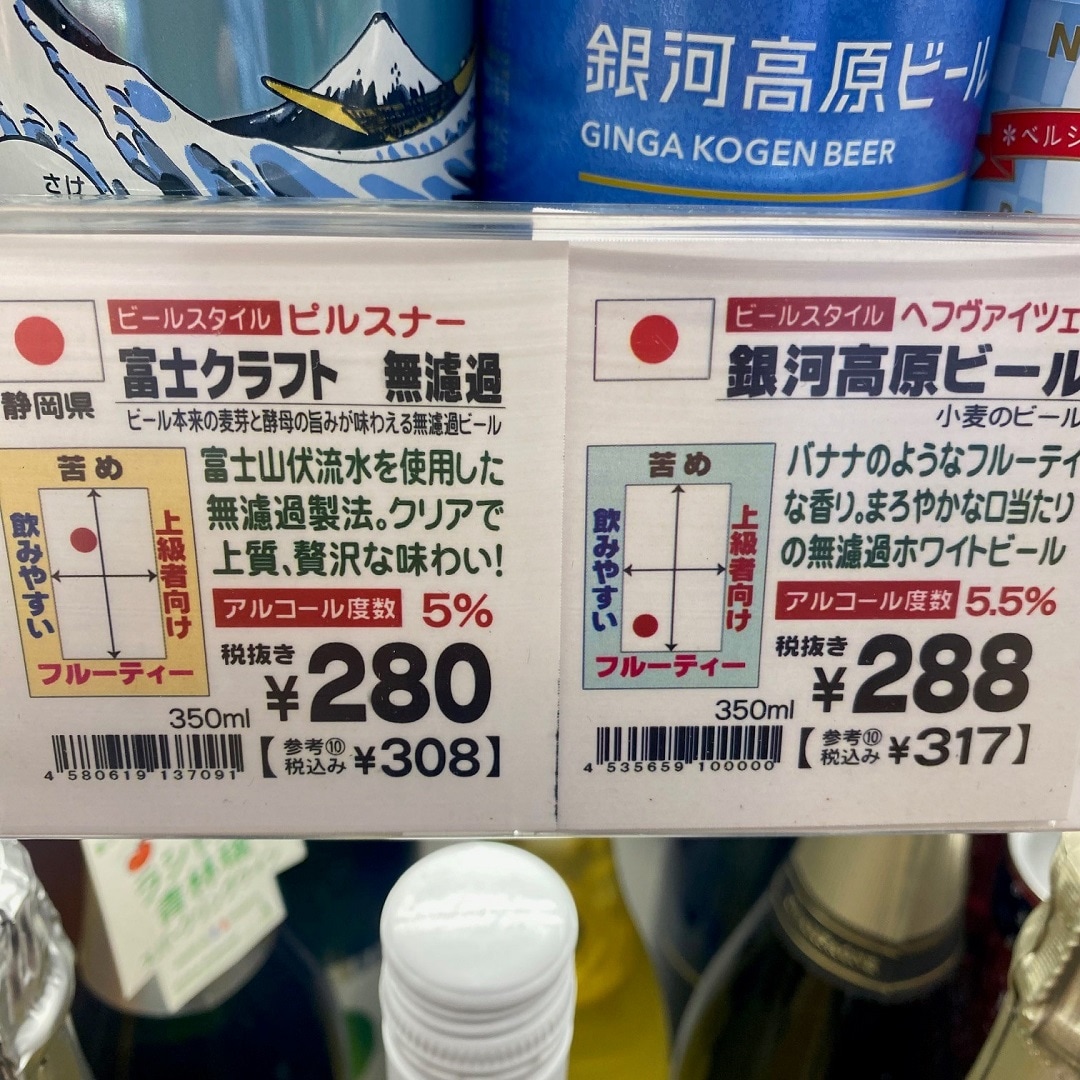 さけ
銀河高原ビール
GINGA KOGEN BEER
N
*ベルジ
ビールスタイル ピルスナー
富士クラフト 無濾過
静岡県
ビール本来の麦芽と酵母の旨みが味わえる無濾過ビール
苦め
飲みやすい
上級者向け
フルーティー
富士山伏流水を使用した
無濾過製法。クリアで
上質、贅沢な味わい!
アルコール度数 5%
税抜き
¥280
350ml
【参考⑩税込み ¥308】
4 580619 137091
ビールスタイル ヘフヴァイツェ
銀河高原ビール
小麦のビール
苦め
飲みやすい
上級者向け
フルーティー
バナナのようなフルーティ
な香り。まろやかな口当たり
の無濾過ホワイトビール
アルコール度数 5.5%
税抜き
¥288
350ml
【参考⑩税込み ¥317】
4 535659 100000